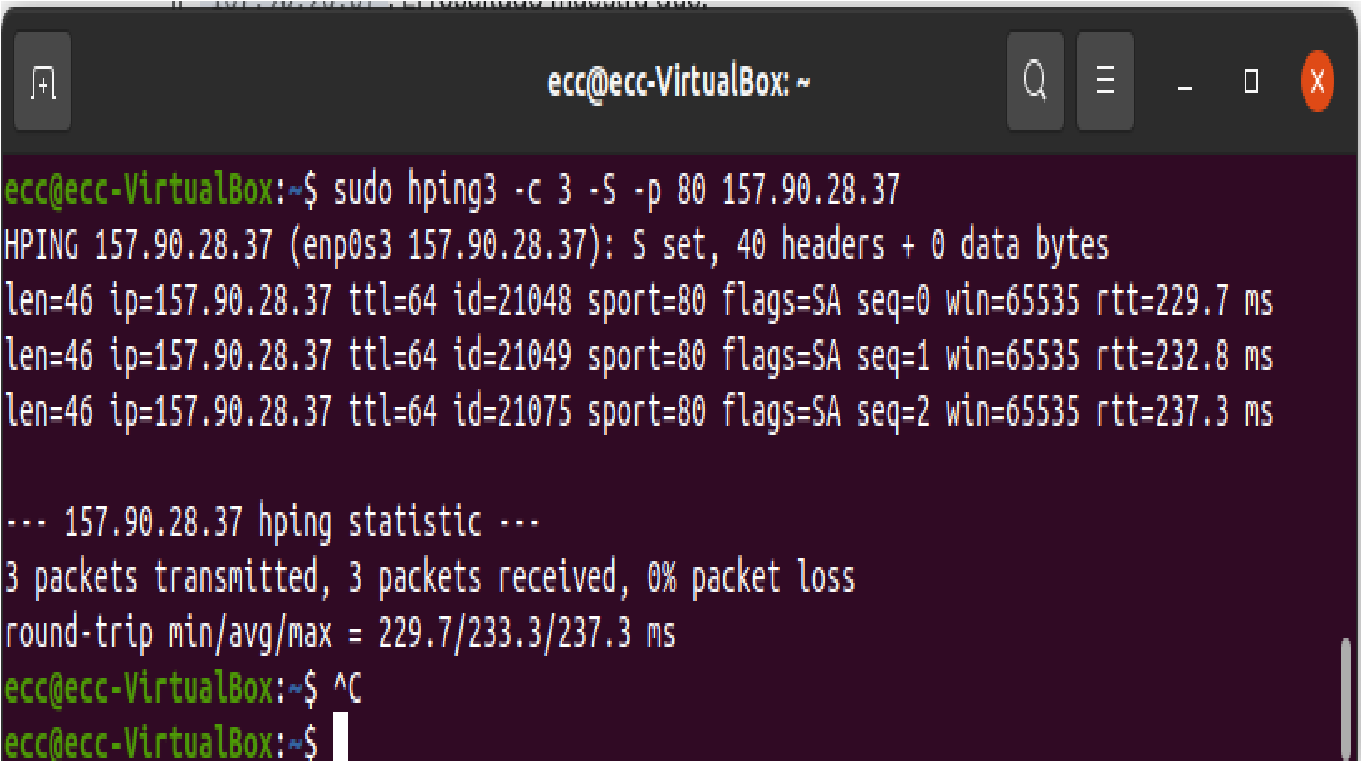 ecc@ecc-VirtualBox: ~
ecc@ecc-VirtualBox:~$ sudo hping3 -c 3 -S -p 80 157.90.28.37
HPING 157.90.28.37 (enp0s3 157.90.28.37): S set, 40 headers + 0 data bytes
len=46 ip=157.90.28.37 ttl=64 id=21048 sport=80 flags=SA seq=0 win=65535 rtt=229.7 ms
len=46 ip=157.90.28.37 ttl=64 id=21049 sport=80 flags=SA seq=1 win=65535 rtt=232.8 ms
len=46 ip=157.90.28.37 ttl=64 id=21075 sport=80 flags=SA seq=2 win=65535 rtt=237.3 ms
--- 157.90.28.37 hping statistic ---
3 packets transmitted, 3 packets received, 0% packet loss
round-trip min/avg/max = 229.7/233.3/237.3 ms
ecc@ecc-VirtualBox:~$ ^C
ecc@ecc-VirtualBox:~$